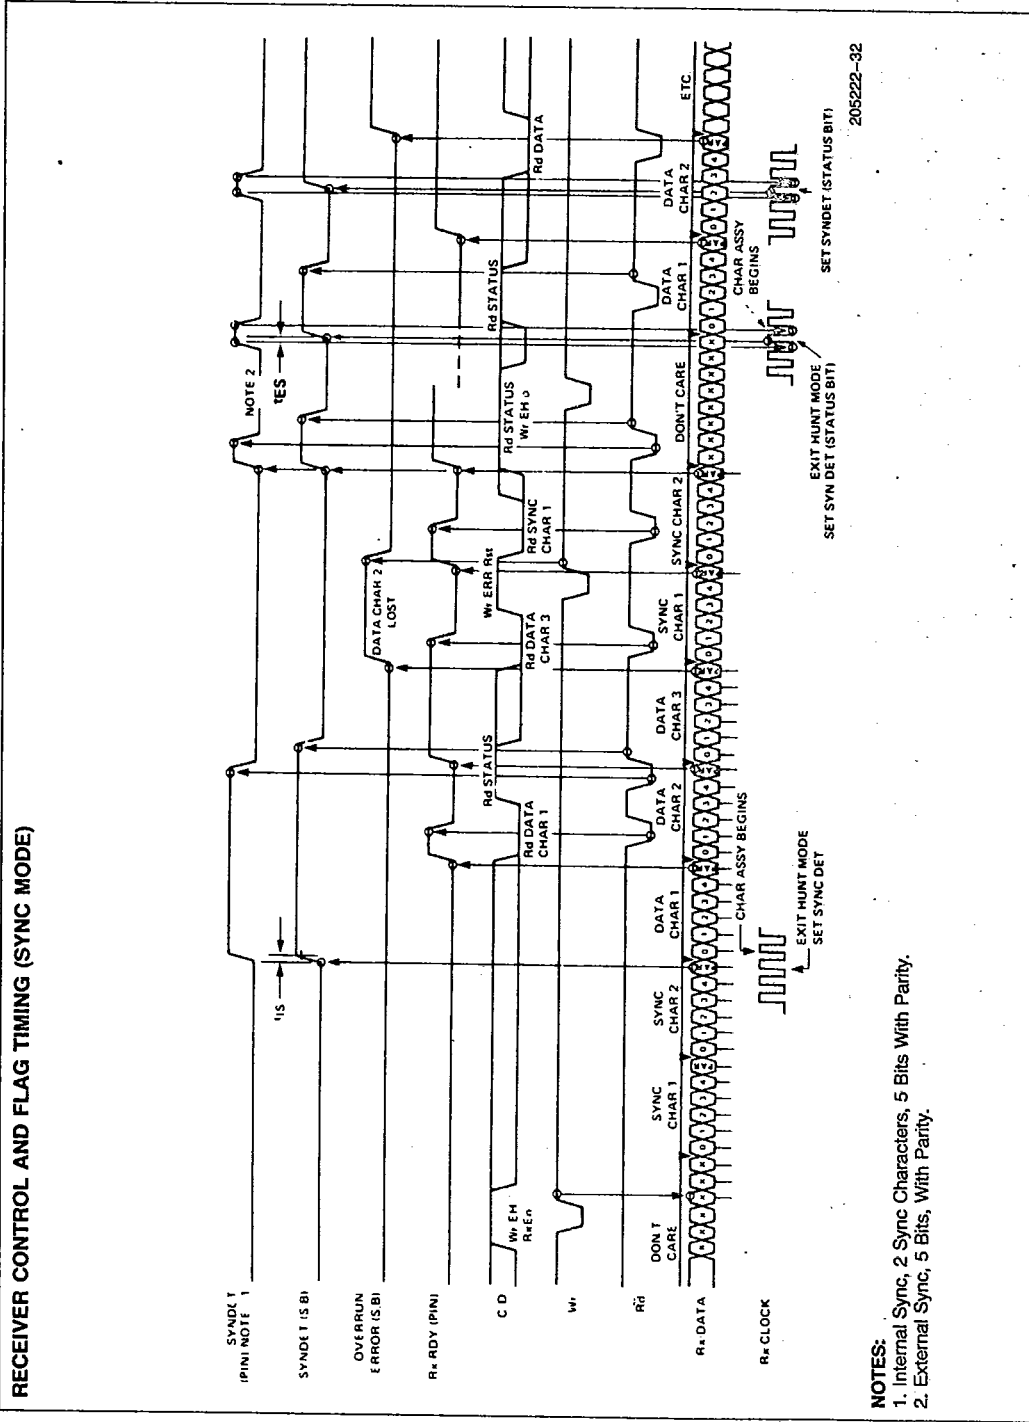 RECEIVER CONTROL AND FLAG TIMING (SYNC MODE)
SYNDET
(PIN) NOTE 1
NOTE 2
tIS
tES
SYNDET (S.B)
OVERRUN
ERROR (S.B)
DATA CHAR 2
LOST
Rx RDY (PIN)
C D
Wr EH
RxEn
Rd DATA
CHAR 1
Rd STATUS
Rd DATA
CHAR 3
Wr ERR Rst
Rd SYNC
CHAR 1
Rd STATUS
Wr EH
Rd STATUS
Rd DATA
Wr
Rd
DON'T
CARE
SYNC
CHAR 1
SYNC
CHAR 2
DATA
CHAR 1
DATA
CHAR 2
DATA
CHAR 3
SYNC
CHAR 1
SYNC CHAR 2
DON'T CARE
DATA
CHAR 1
DATA
CHAR 2
ETC
Rx DATA
Rx CLOCK
CHAR ASSY BEGINS
EXIT HUNT MODE
SET SYNC DET
CHAR ASSY
BEGINS
EXIT HUNT MODE
SET SYN DET (STATUS BIT)
SET SYNDET (STATUS BIT)
205222-32
NOTES:
1. Internal Sync, 2 Sync Characters, 5 Bits With Parity.
2. External Sync, 5 Bits, With Parity.